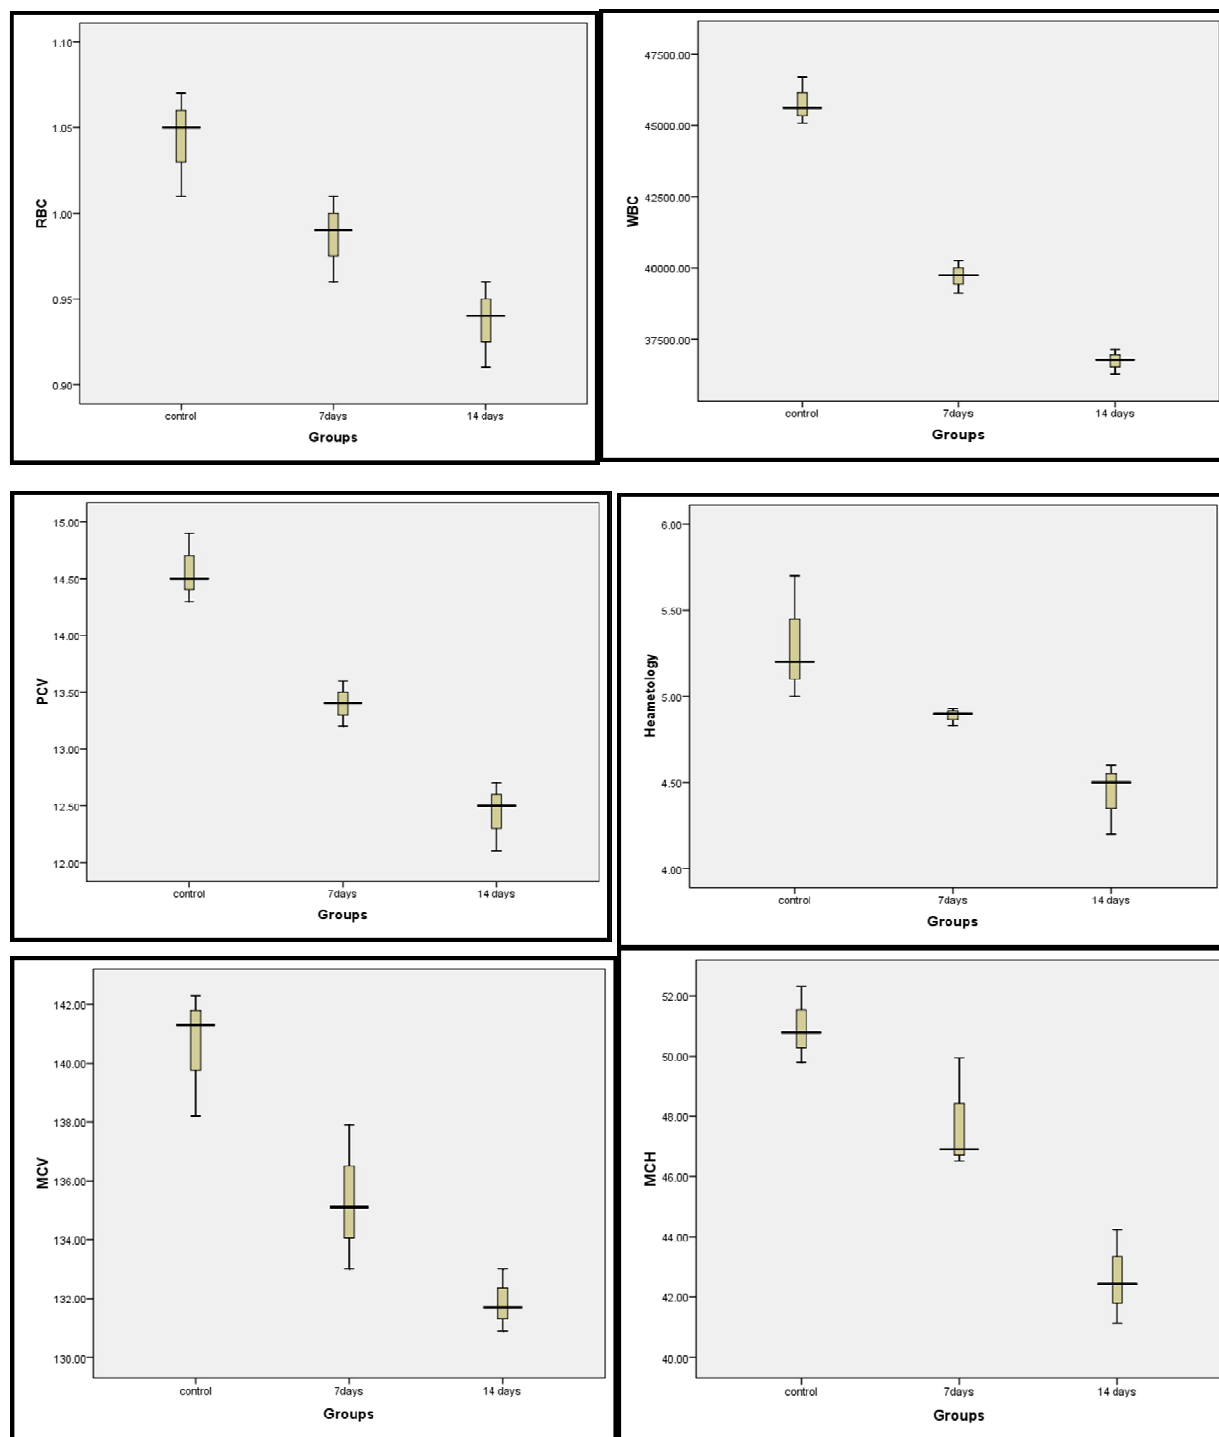 1.10
1.05
1.00
0.95
0.90
RBC
control 7days 14 days
Groups
47500.00
45000.00
42500.00
40000.00
37500.00
WBC
control 7days 14 days
Groups
15.00
14.50
14.00
13.50
13.00
12.50
12.00
PCV
control 7days 14 days
Groups
6.00
5.50
5.00
4.50
4.00
Heametology
control 7days 14 days
Groups
142.00
140.00
138.00
136.00
134.00
132.00
130.00
MCV
control 7days 14 days
Groups
52.00
50.00
48.00
46.00
44.00
42.00
40.00
MCH
control 7days 14 days
Groups